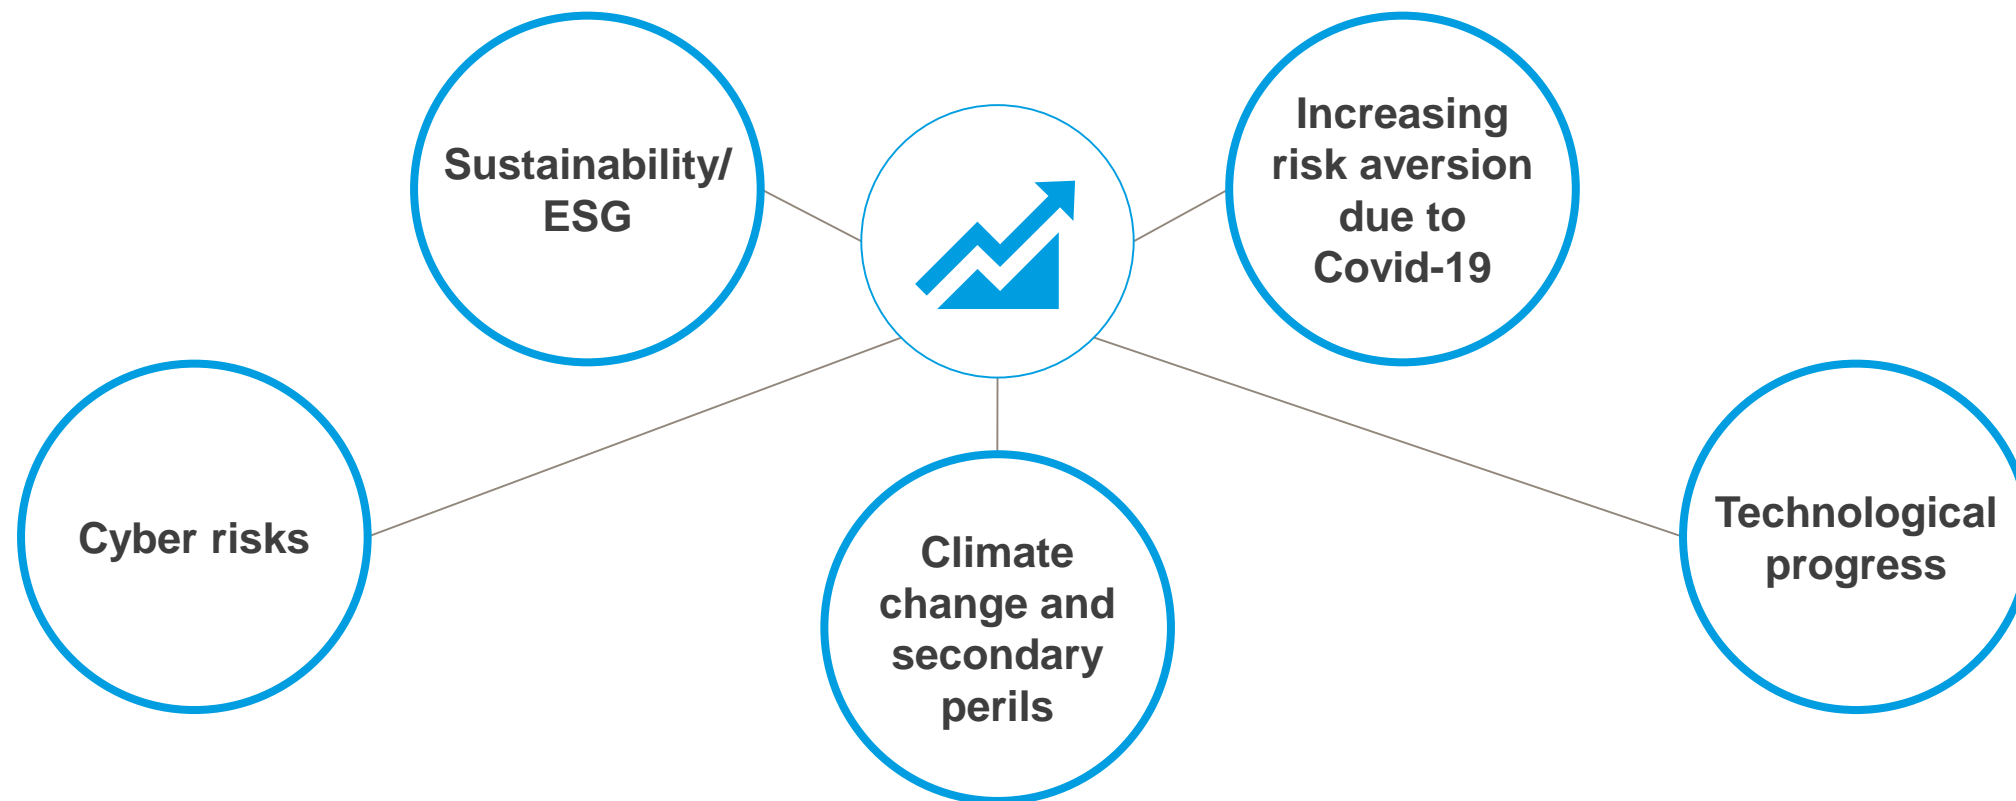 Sustainability/
ESG
Increasing
risk aversion
due to
Covid-19
Cyber risks
Climate
change and
secondary
perils
Technological
progress